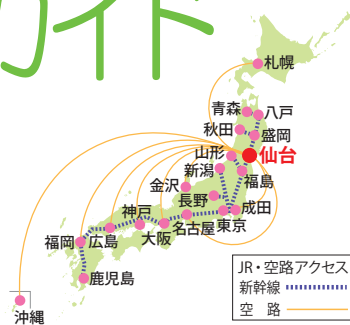 ガイド
札幌
青森
八戸
秋田
盛岡
山形
仙台
新潟
福島
金沢
長野
成田
神戸
東京
名古屋
大阪
福岡
広島
鹿児島
沖縄
JR・空路アクセス
新幹線
空 路